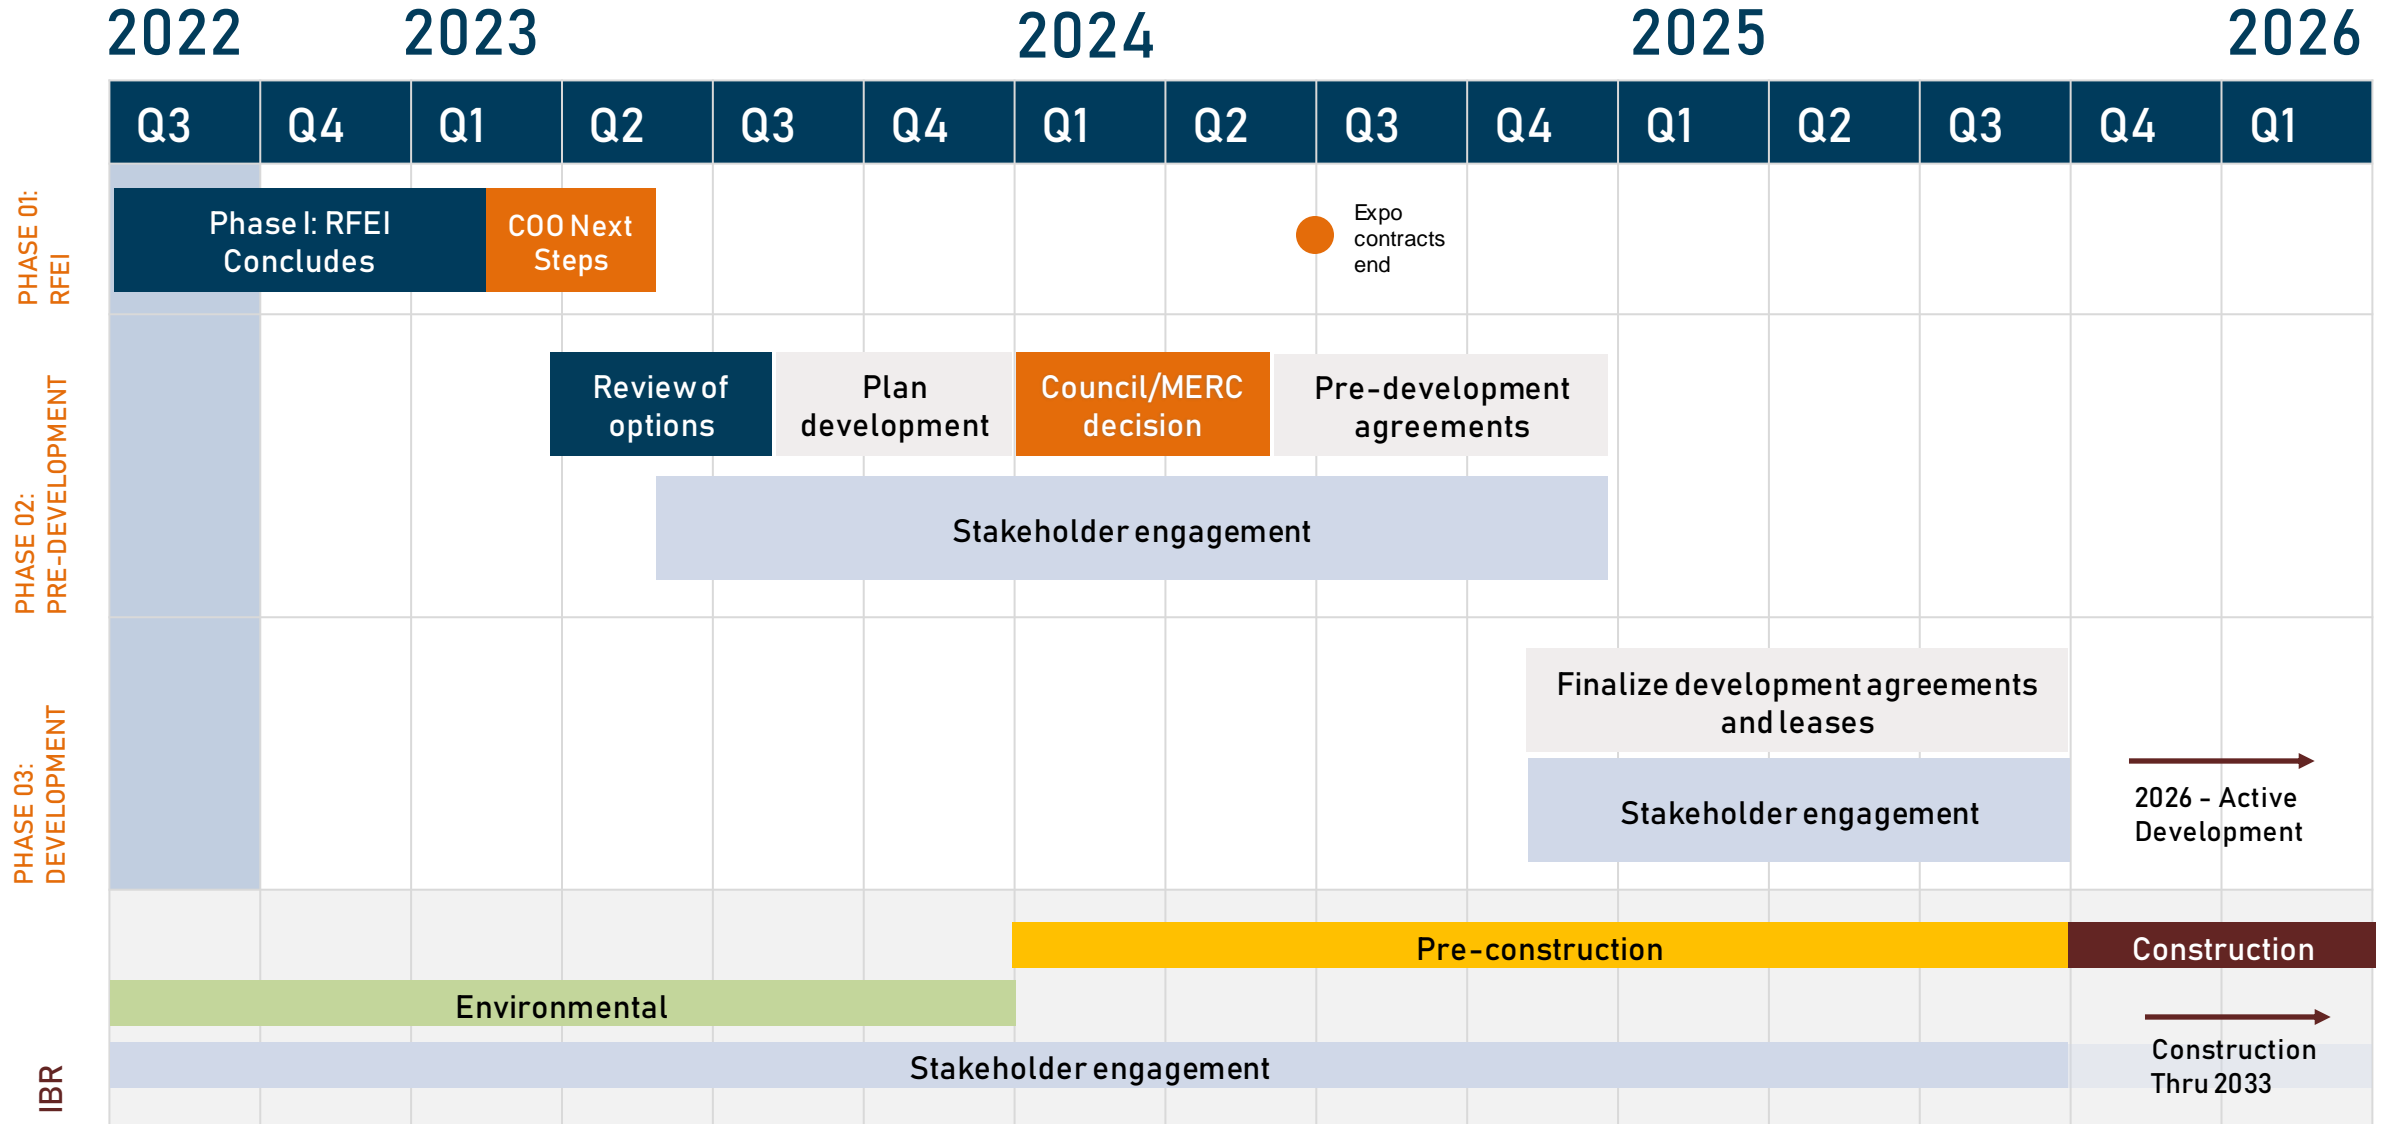 2022 2023 2024 2025 2026
Q3 Q4 Q1 Q2 Q3 Q4 Q1 Q2 Q3 Q4 Q1 Q2 Q3 Q4 Q1
PHASE 01:
RFEI
Phase I: RFEI
Concludes
COO Next
Steps
Expo
contracts
end
PHASE 02:
PRE-DEVELOPMENT
Review of
options
Plan
development
Council/MERC
decision
Pre-development
agreements
Stakeholder engagement
PHASE 03:
DEVELOPMENT
Finalize development agreements
and leases
Stakeholder engagement
2026 - Active
Development
IBR
Pre-construction
Construction
Environmental
Stakeholder engagement
Construction
Thru 2033